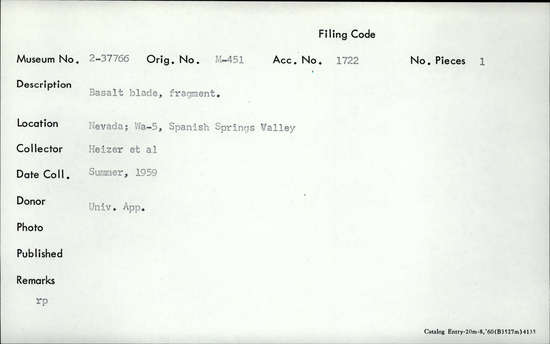 Filing Code
Museum No. 2-37766 Orig. No. M-451 Acc. No. 1722 No. Pieces 1
Description Basalt blade, fragment.
Location Nevada; Wa-5, Spanish Springs Valley
Collector Heizer et al
Date Coll. Summer, 1959
Donor Univ. App.
Photo
Published
Remarks
rp
Catalog Entry-20m-8,'60(B3527m)4135